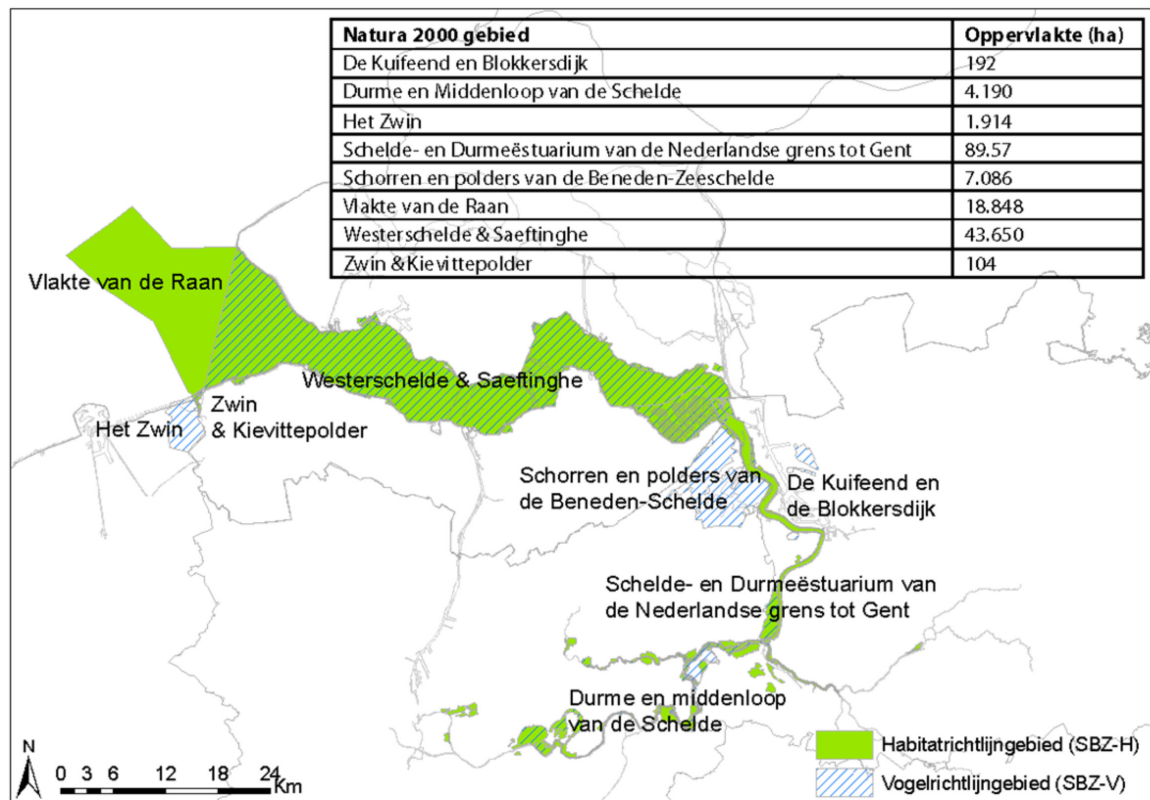 Natura 2000 gebied Oppervlakte (ha)
De Kuifeend en Blokkersdijk 192
Durme en Middenloop van de Schelde 4.190
Het Zwin 1.914
Schelde- en Durmeëstuarium van de Nederlandse grens tot Gent 89.57
Schorren en polders van de Beneden-Zeeschelde 7.086
Vlakte van de Raan 18.848
Westerschelde & Saeftinghe 43.650
Zwin & Kievittepolder 104
Vlakte van de Raan
Westerschelde & Saeftinghe
Zwin
& Kievittepolder
Het Zwin
Schorren en polders van
de Beneden-Schelde
De Kuifeend en
de Blokkersdijk
Schelde- en Durmeëstuarium van
de Nederlandse grens tot Gent
Durme en middenloop
van de Schelde
Habitatrichtlijngebied (SBZ-H)
Vogelrichtlijngebied (SBZ-V)
N
0 3 6 12 18 24
Km